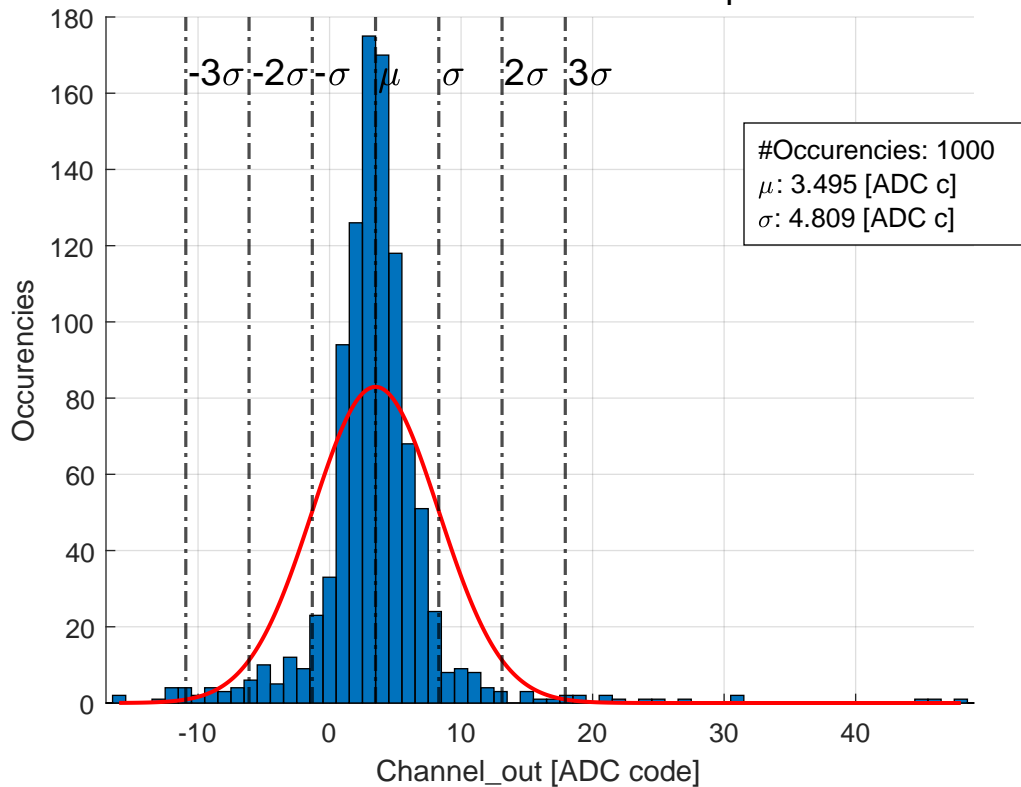 180
160
140
120
100
80
60
40
20
0
Occurencies
-3σ -2σ -σ μ σ 2σ 3σ
#Occurencies: 1000
μ: 3.495 [ADC c]
σ: 4.809 [ADC c]
-10 0 10 20 30 40
Channel_out [ADC code]